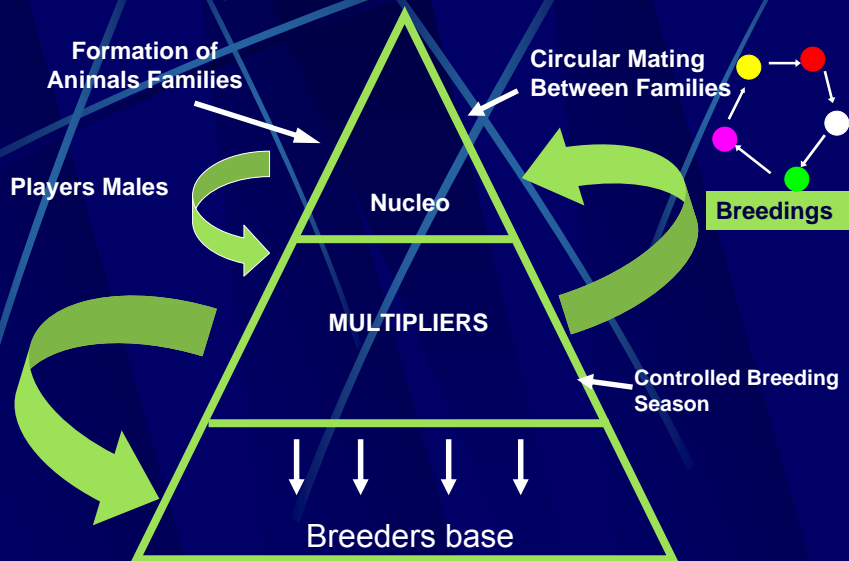 Formation of
Animals Families
Circular Mating
Between Families
Players Males
Nucleo
Breedings
MULTIPLIERS
Controlled Breeding
Season
Breeders base